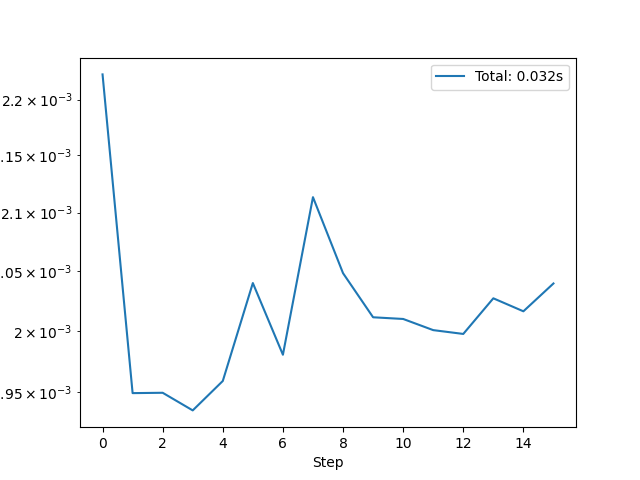 Total: 0.032s
2.2 × 10⁻³
.15 × 10⁻³
2.1 × 10⁻³
.05 × 10⁻³
2 × 10⁻³
.95 × 10⁻³
0 2 4 6 8 10 12 14
Step